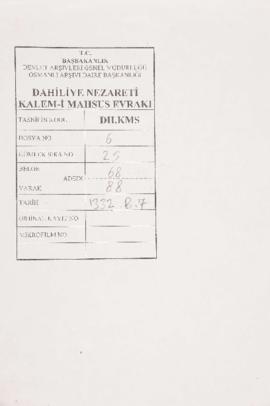 T.C.
BAŞBAKANLIK
DEVLET ARŞİVLERİ GENEL MÜDÜRLÜĞÜ
OSMANLI ARŞİVİ DAİRE BAŞKANLIĞI
DAHİLİYE NEZARETİ
KALEM-İ MAHSUS EVRAKI
TASNİFİN KODU DH.KMS
DOSYA NO 6
GÖMLEK SIRA NO 25
BELGE ADEDİ 68
VARAK 88
TARİH 1332 8.7
ORİJİNAL KAYIT NO
MİKROFİLM NO